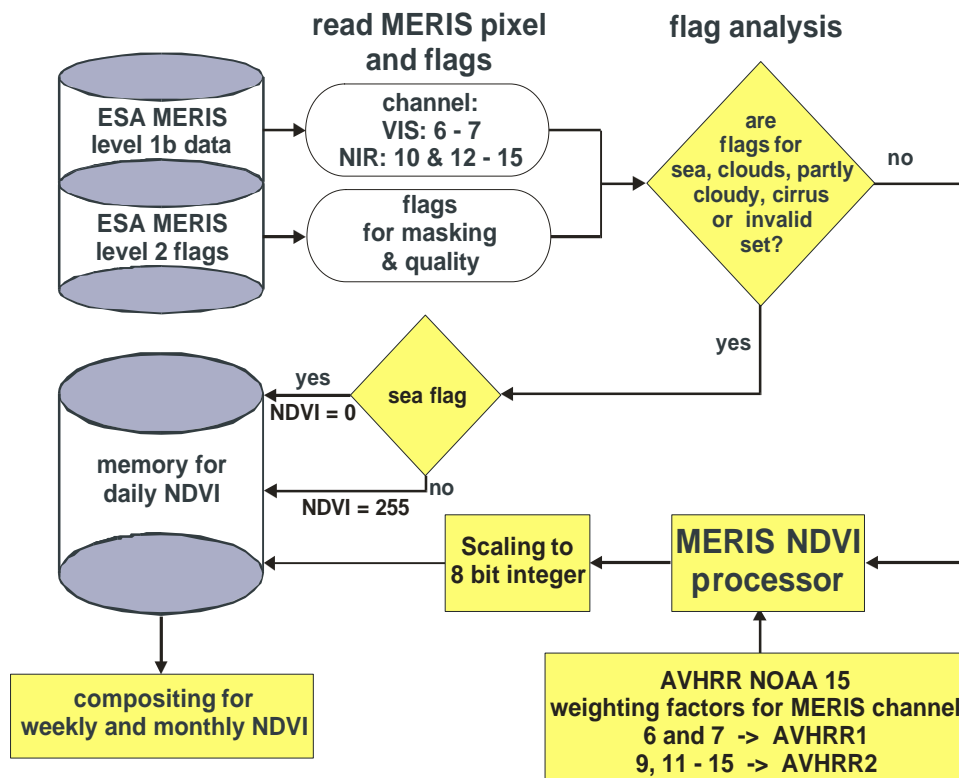 read MERIS pixel
and flags
flag analysis
ESA MERIS
level 1b data
channel:
VIS: 6 - 7
NIR: 10 & 12 - 15
are
flags for
sea, clouds, partly
cloudy, cirrus
or invalid
set?
no
ESA MERIS
level 2 flags
flags
for masking
& quality
yes
yes
NDVI = 0
sea flag
memory for
daily NDVI
no
NDVI = 255
Scaling to
8 bit integer
MERIS NDVI
processor
compositing for
weekly and monthly NDVI
AVHRR NOAA 15
weighting factors for MERIS channel
6 and 7 -> AVHRR1
9, 11 - 15 -> AVHRR2